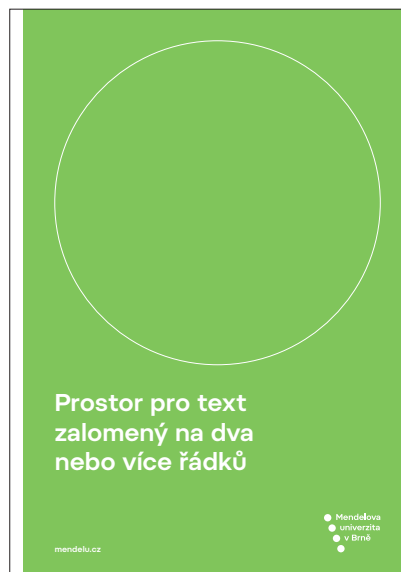 Prostor pro text
zalomený na dva
nebo více řádků
Mendelova
univerzita
v Brně
mendelu.cz